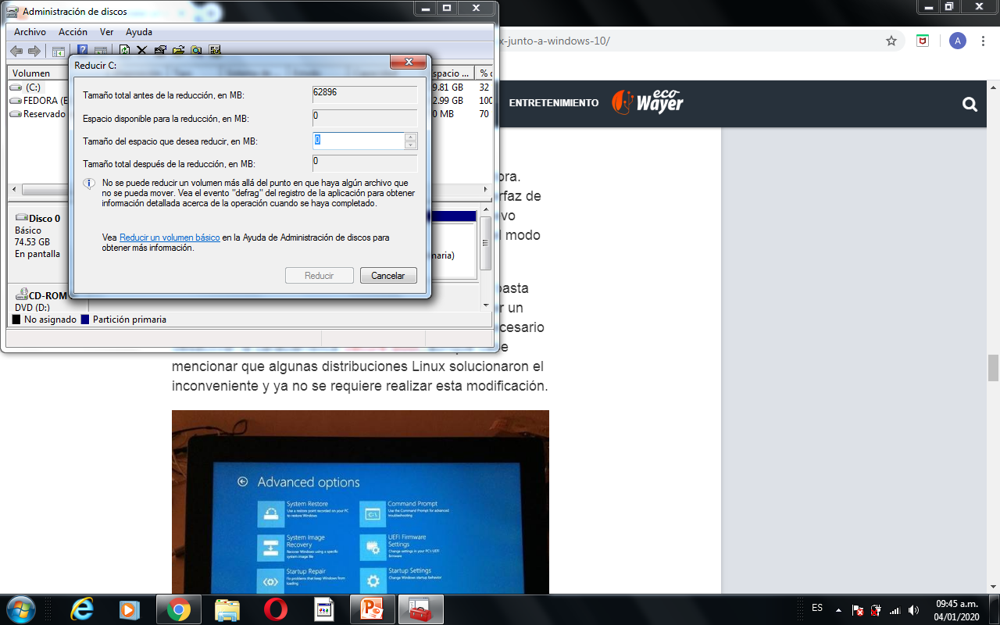 Administración de discos
Archivo Acción Ver Ayuda
x-junto-a-windows-10/
A
Reducir C:
Volumen
spacio ...
% d
(C:)
9.81 GB
32
FEDORA (E
2.99 GB
100
Reservado
0 MB
70
Tamaño total antes de la reducción, en MB:
62896
Espacio disponible para la reducción, en MB:
0
Tamaño del espacio que desea reducir, en MB:
0
Tamaño total después de la reducción, en MB:
0
No se puede reducir un volumen más allá del punto en que haya algún archivo que
no se pueda mover. Vea el evento "defrag" del registro de la aplicación para obtener
información detallada acerca de la operación cuando se haya completado.
Vea Reducir un volumen básico en la Ayuda de Administración de discos para
obtener más información.
Reducir
Cancelar
Disco 0
Básico
74.53 GB
En pantalla
maria)
CD-ROM
DVD (D:)
No asignado
Partición primaria
ENTRETENIMIENTO
eco
Wayer
ora.
erfaz de
vo
l modo
basta
r un
cesario
mencionar que algunas distribuciones Linux solucionaron el
inconveniente y ya no se requiere realizar esta modificación.
Advanced options
System Restore
Use a restore point recorded on your PC
to restore Windows
Command Prompt
Use the Command Prompt for advanced
troubleshooting
System Image
Recovery
Recover Windows using a specific
system image file
UEFI Firmware
Settings
Change settings in your PC's UEFI
firmware
Startup Repair
Fix problems that keep Windows from
loading
Startup Settings
Change Windows startup behavior
ES
09:45 a.m.
04/01/2020